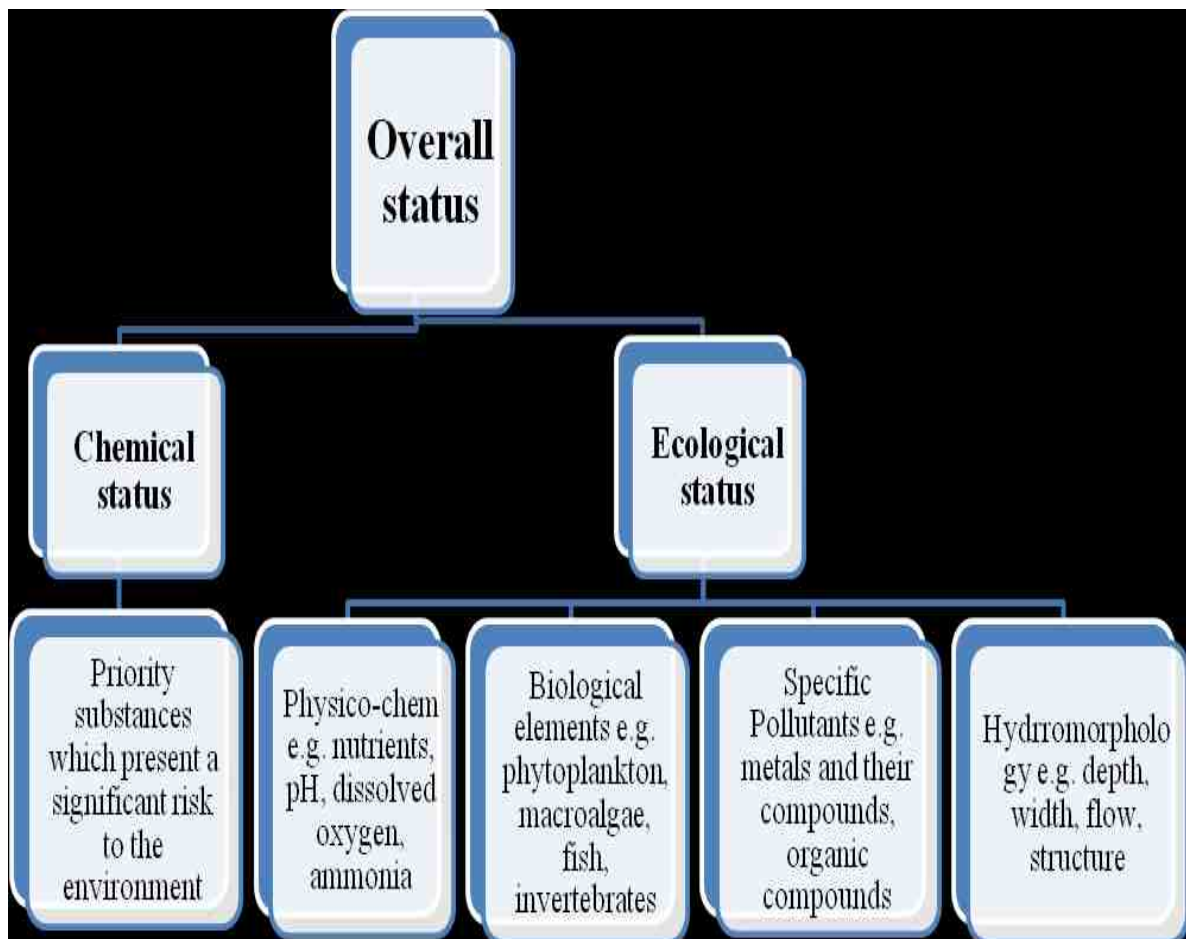 Overall
status
Chemical
status
Ecological
status
Priority
substances
which present a
significant risk
to the
environment
Physico-chem
e.g. nutrients,
pH, dissolved
oxygen,
ammonia
Biological
elements e.g.
phytoplankton,
macroalgae,
fish,
invertebrates
Specific
Pollutants e.g.
metals and their
compounds,
organic
compounds
Hydrromorpholo
gy e.g. depth,
width, flow,
structure